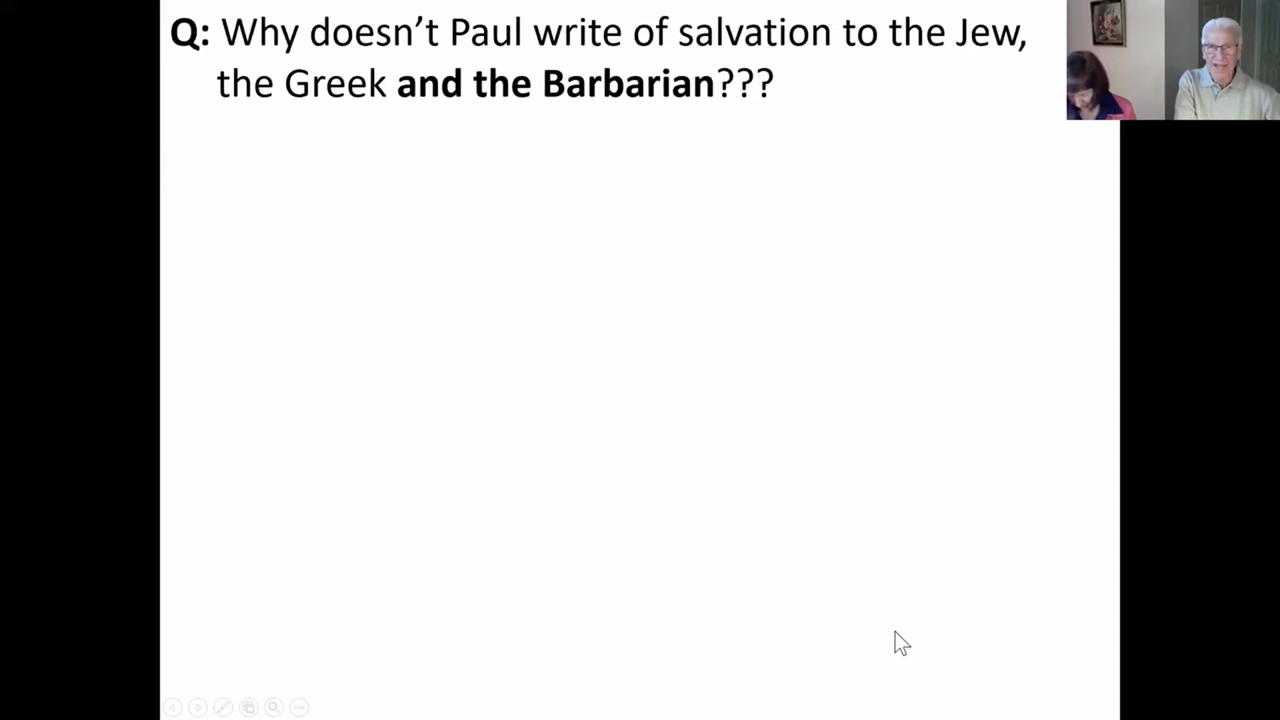 Q: Why doesn’t Paul write of salvation to the Jew,
the Greek and the Barbarian???